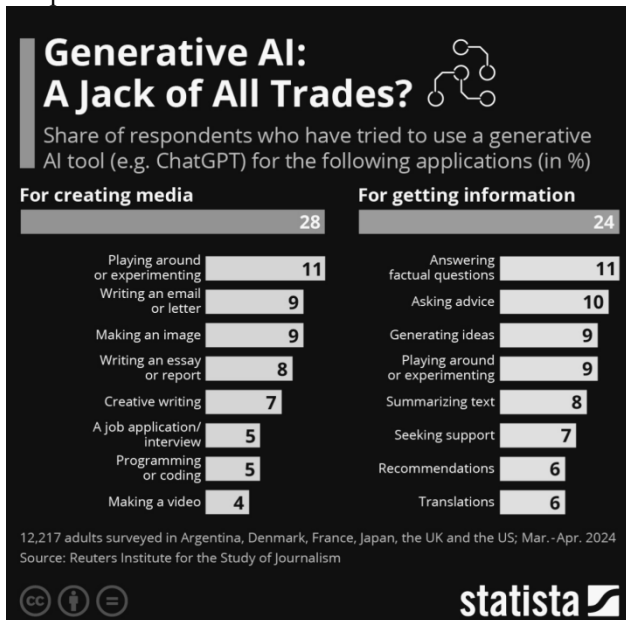 Generative AI:
A Jack of All Trades?
Share of respondents who have tried to use a generative
AI tool (e.g. ChatGPT) for the following applications (in %)
For creating media
28
Playing around
or experimenting
11
Writing an email
or letter
9
Making an image
9
Writing an essay
or report
8
Creative writing
7
A job application/
interview
5
Programming
or coding
5
Making a video
4
For getting information
24
Answering
factual questions
11
Asking advice
10
Generating ideas
9
Playing around
or experimenting
9
Summarizing text
8
Seeking support
7
Recommendations
6
Translations
6
12,217 adults surveyed in Argentina, Denmark, France, Japan, the UK and the US; Mar.-Apr. 2024
Source: Reuters Institute for the Study of Journalism
cc
statista